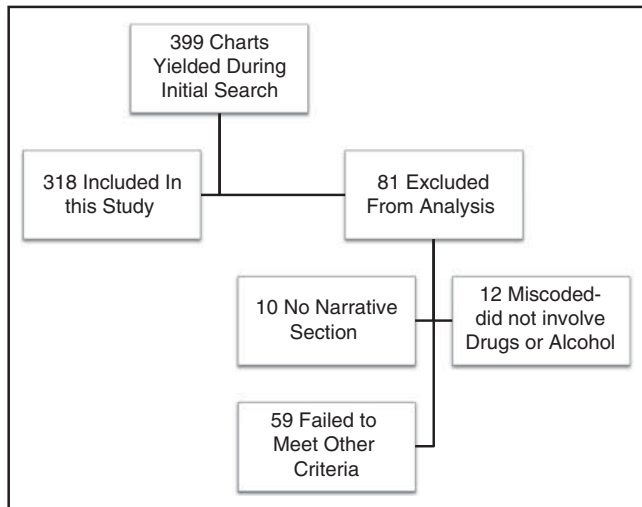 399 Charts
Yielded During
Initial Search
318 Included In
this Study
81 Excluded
From Analysis
10 No Narrative
Section
12 Miscoded-
did not involve
Drugs or Alcohol
59 Failed to
Meet Other
Criteria